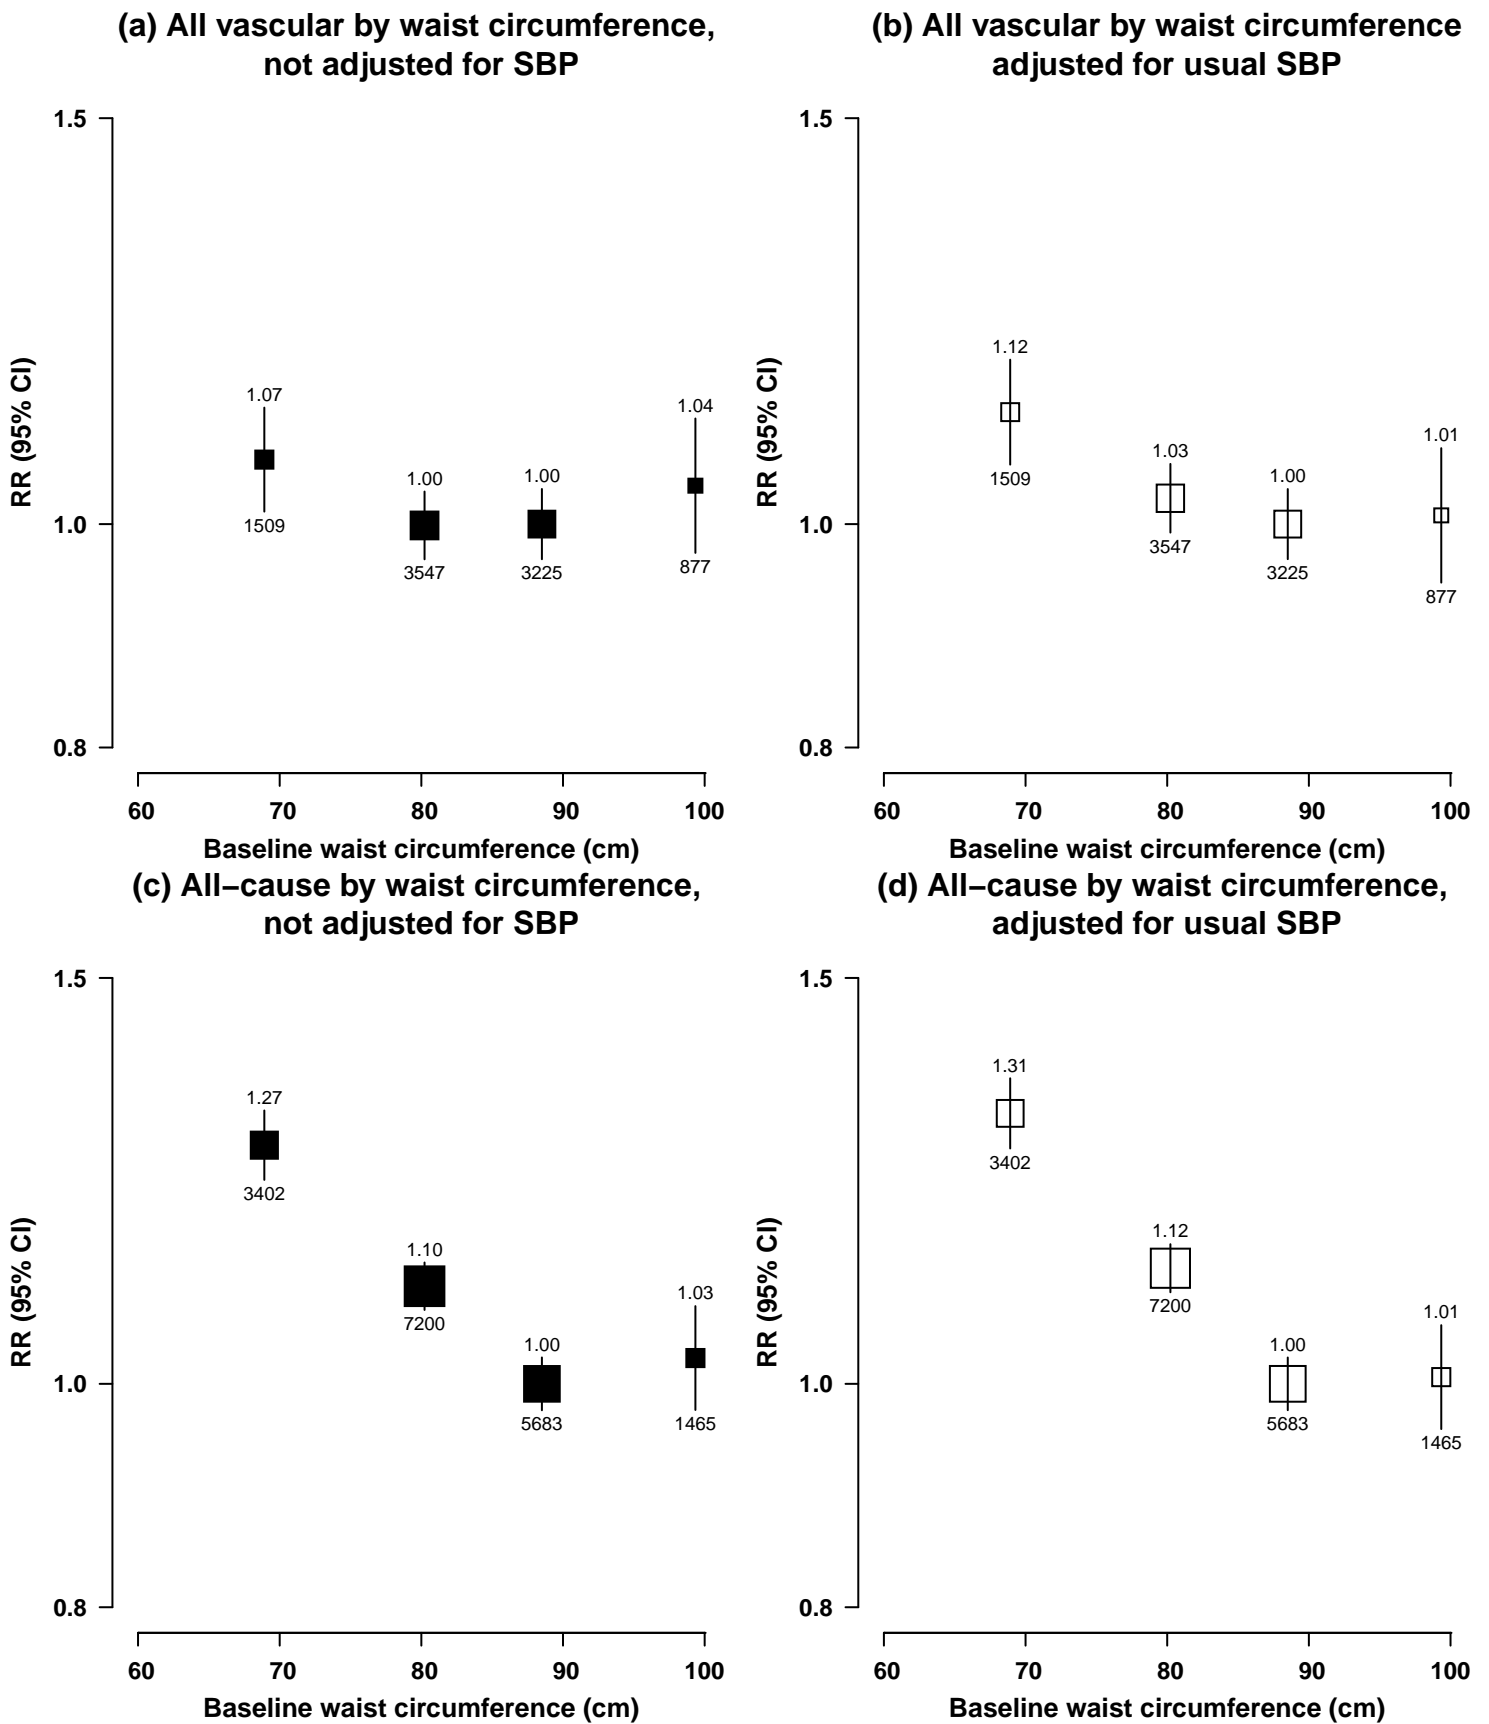 (a) All vascular by waist circumference,
not adjusted for SBP
1.5
1.0
0.8
RR (95% CI)
1.07
1509
1.00
3547
1.00
3225
1.04
877
60 70 80 90 100
Baseline waist circumference (cm)
(b) All vascular by waist circumference
adjusted for usual SBP
1.5
1.0
0.8
RR (95% CI)
1.12
1509
1.03
3547
1.00
3225
1.01
877
60 70 80 90 100
Baseline waist circumference (cm)
(c) All−cause by waist circumference,
not adjusted for SBP
1.5
1.0
0.8
RR (95% CI)
1.27
3402
1.10
7200
1.00
5683
1.03
1465
60 70 80 90 100
Baseline waist circumference (cm)
(d) All−cause by waist circumference,
adjusted for usual SBP
1.5
1.0
0.8
RR (95% CI)
1.31
3402
1.12
7200
1.00
5683
1.01
1465
60 70 80 90 100
Baseline waist circumference (cm)